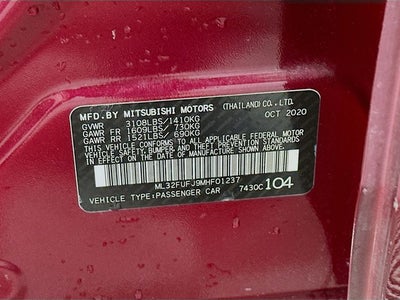 MFD.BY MITSUBISHI MOTORS (THAILAND)CO.,LTD.
GVWR 3108LBS/1410KG OCT 2020
GAWR FR 1609LBS/ 730KG
GAWR RR 1521LBS/ 690KG
THIS VEHICLE CONFORMS TO ALL APPLICABLE
FEDERAL MOTOR VEHICLE SAFETY, BUMPER,
AND THEFT PREVENTION STANDARDS IN EFFECT
ON THE DATE OF MANUFACTURE SHOWN ABOVE.
ML32FUFJ9MHF01237
VEHICLE TYPE:PASSENGER CAR 7430C 104